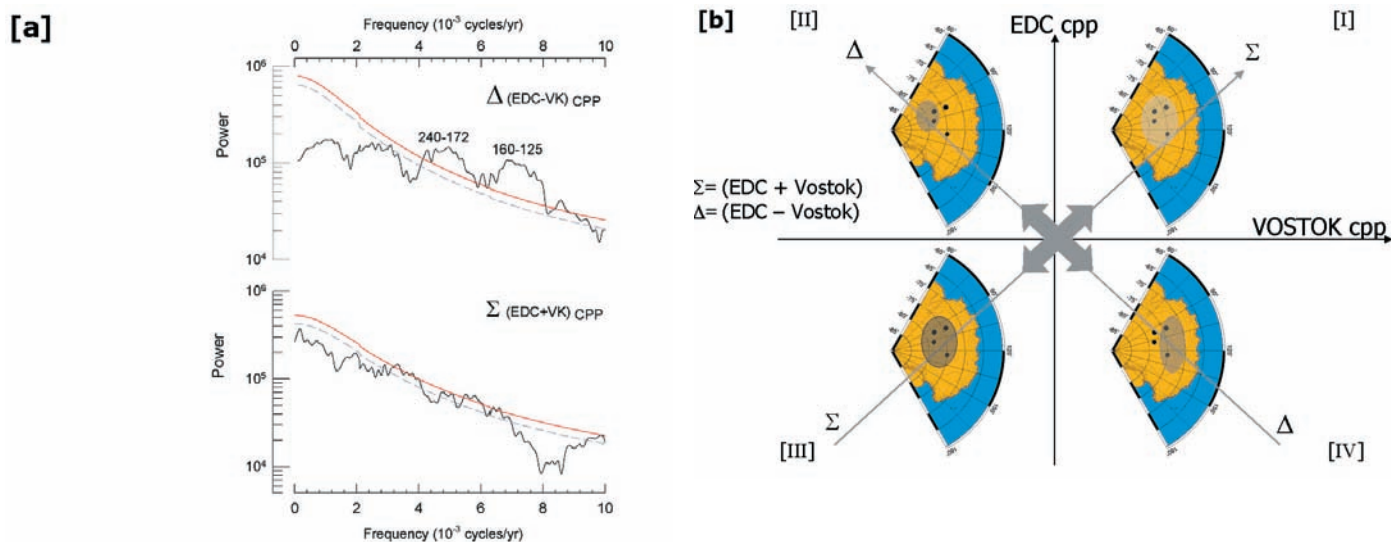 [a]
Frequency (10⁻³ cycles/yr)
0 2 4 6 8 10
10⁶
Δ (EDC-VK) CPP
240-172
160-125
Power
10⁵
10⁴
10⁶
Σ (EDC+VK) CPP
Power
10⁵
10⁴
0 2 4 6 8 10
Frequency (10⁻³ cycles/yr)
[b]
[II]
EDC cpp
[I]
Δ
Σ
Σ= (EDC + Vostok)
Δ= (EDC − Vostok)
VOSTOK cpp
Σ
Δ
[III]
[IV]